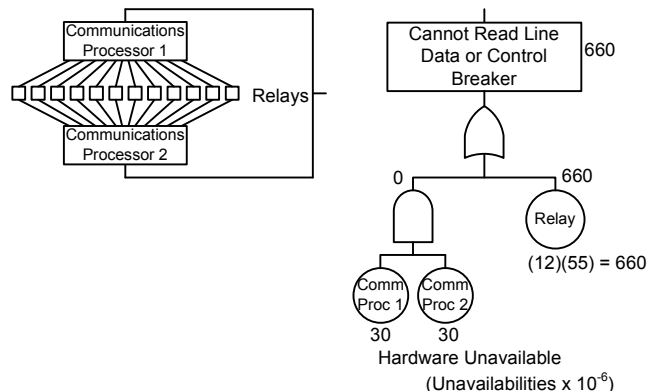 Communications
Processor 1
Relays
Communications
Processor 2
Cannot Read Line
Data or Control
Breaker
660
0
660
Relay
(12)(55) = 660
Comm
Proc 1
Comm
Proc 2
30
30
Hardware Unavailable
(Unavailabilities x 10⁻⁶)